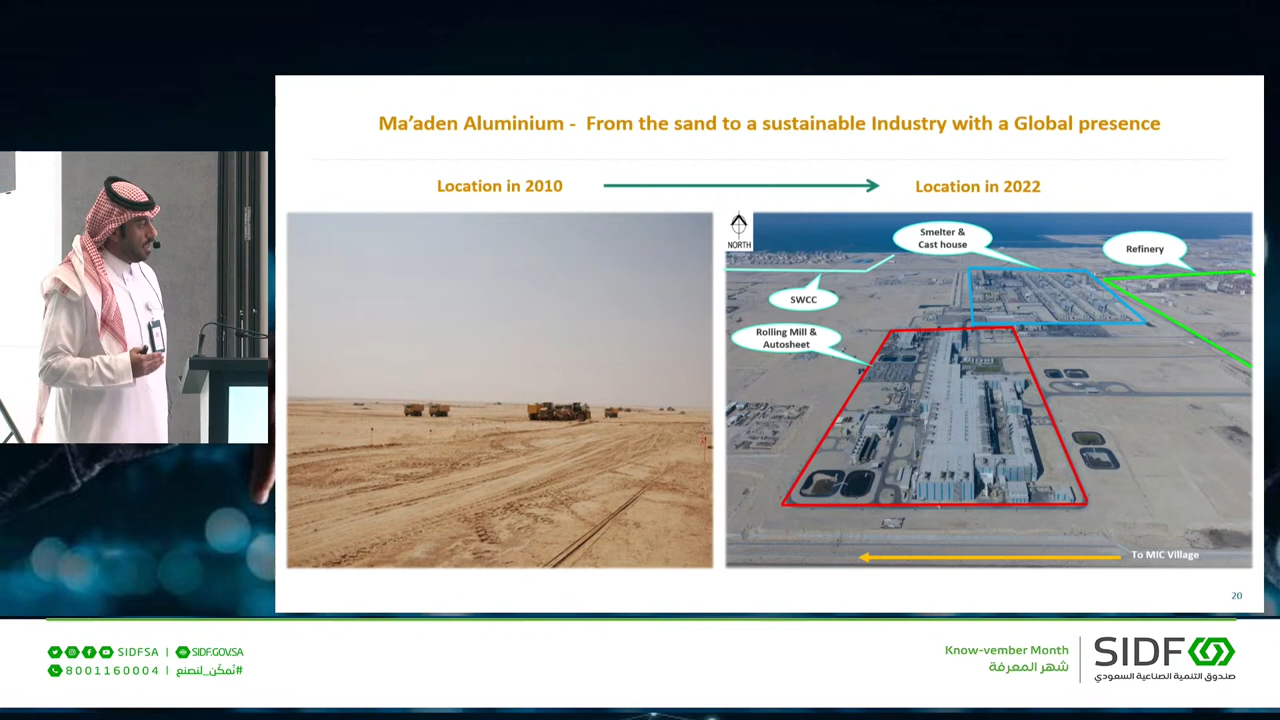 Ma'aden Aluminium - From the sand to a sustainable Industry with a Global presence
Location in 2010
Location in 2022
NORTH
Smelter &
Cast house
Refinery
SWCC
Rolling Mill &
Autosheet
To MIC Village
20
SIDFSA | SIDF.GOV.SA
8001160004 | #نُمكّن_لنصنع
Know-vember Month
شهر المعرفة
SIDF
صندوق التنمية الصناعية السعودي